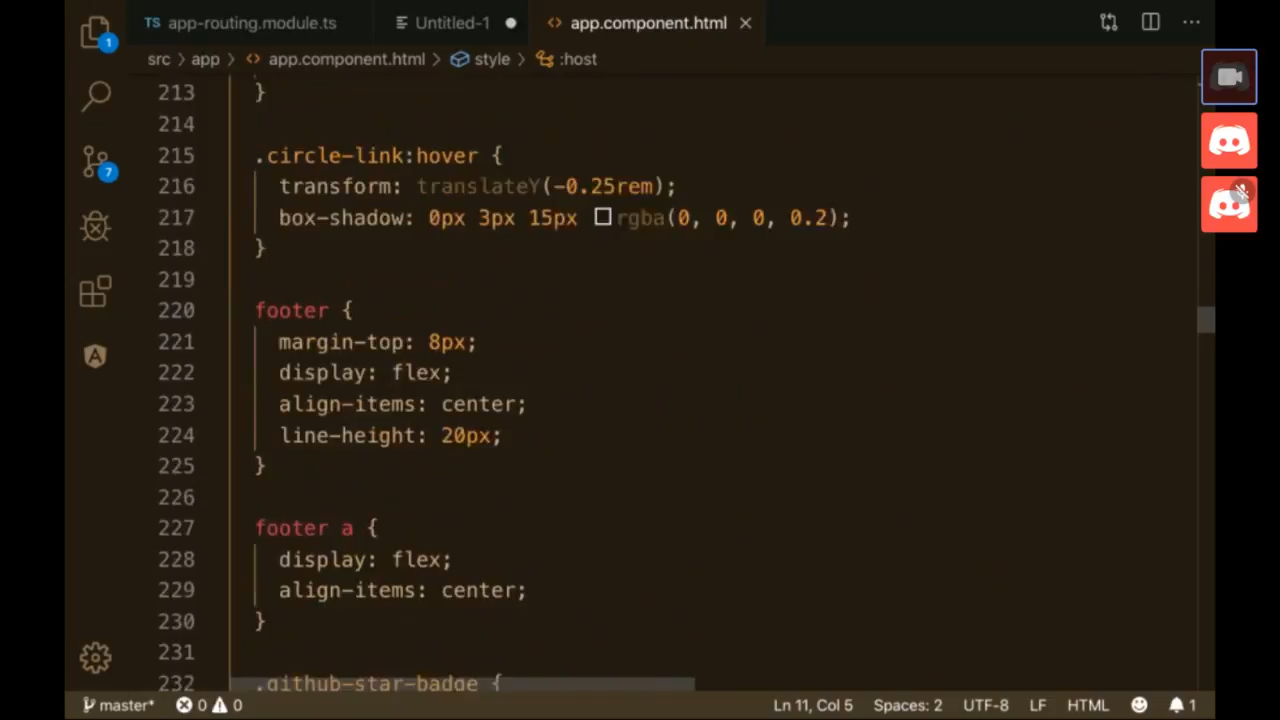 TS app-routing.module.ts
Untitled-1
<> app.component.html
src > app > <> app.component.html > style > :host
1
7
213 }
214
215 .circle-link:hover {
216 transform: translateY(-0.25rem);
217 box-shadow: 0px 3px 15px rgba(0, 0, 0, 0.2);
218 }
219
220 footer {
221 margin-top: 8px;
222 display: flex;
223 align-items: center;
224 line-height: 20px;
225 }
226
227 footer a {
228 display: flex;
229 align-items: center;
230 }
231
232 .github-star-badge {
master* 0 0 Ln 11, Col 5 Spaces: 2 UTF-8 LF HTML 1